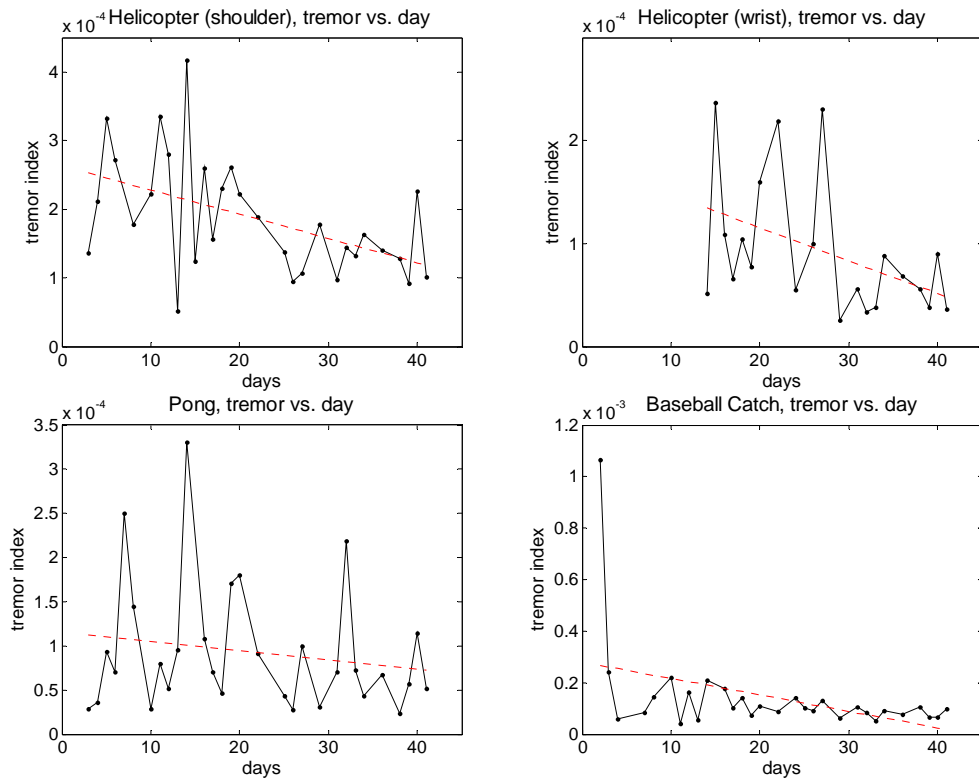 x 10-4
Helicopter (shoulder), tremor vs. day
4
3
2
1
0
tremor index
0 10 20 30 40
days
x 10-4
Helicopter (wrist), tremor vs. day
2
1
0
tremor index
0 10 20 30 40
days
x 10-4
Pong, tremor vs. day
3.5
3
2.5
2
1.5
1
0.5
0
tremor index
0 10 20 30 40
days
x 10-3
Baseball Catch, tremor vs. day
1.2
1
0.8
0.6
0.4
0.2
0
tremor index
0 10 20 30 40
days